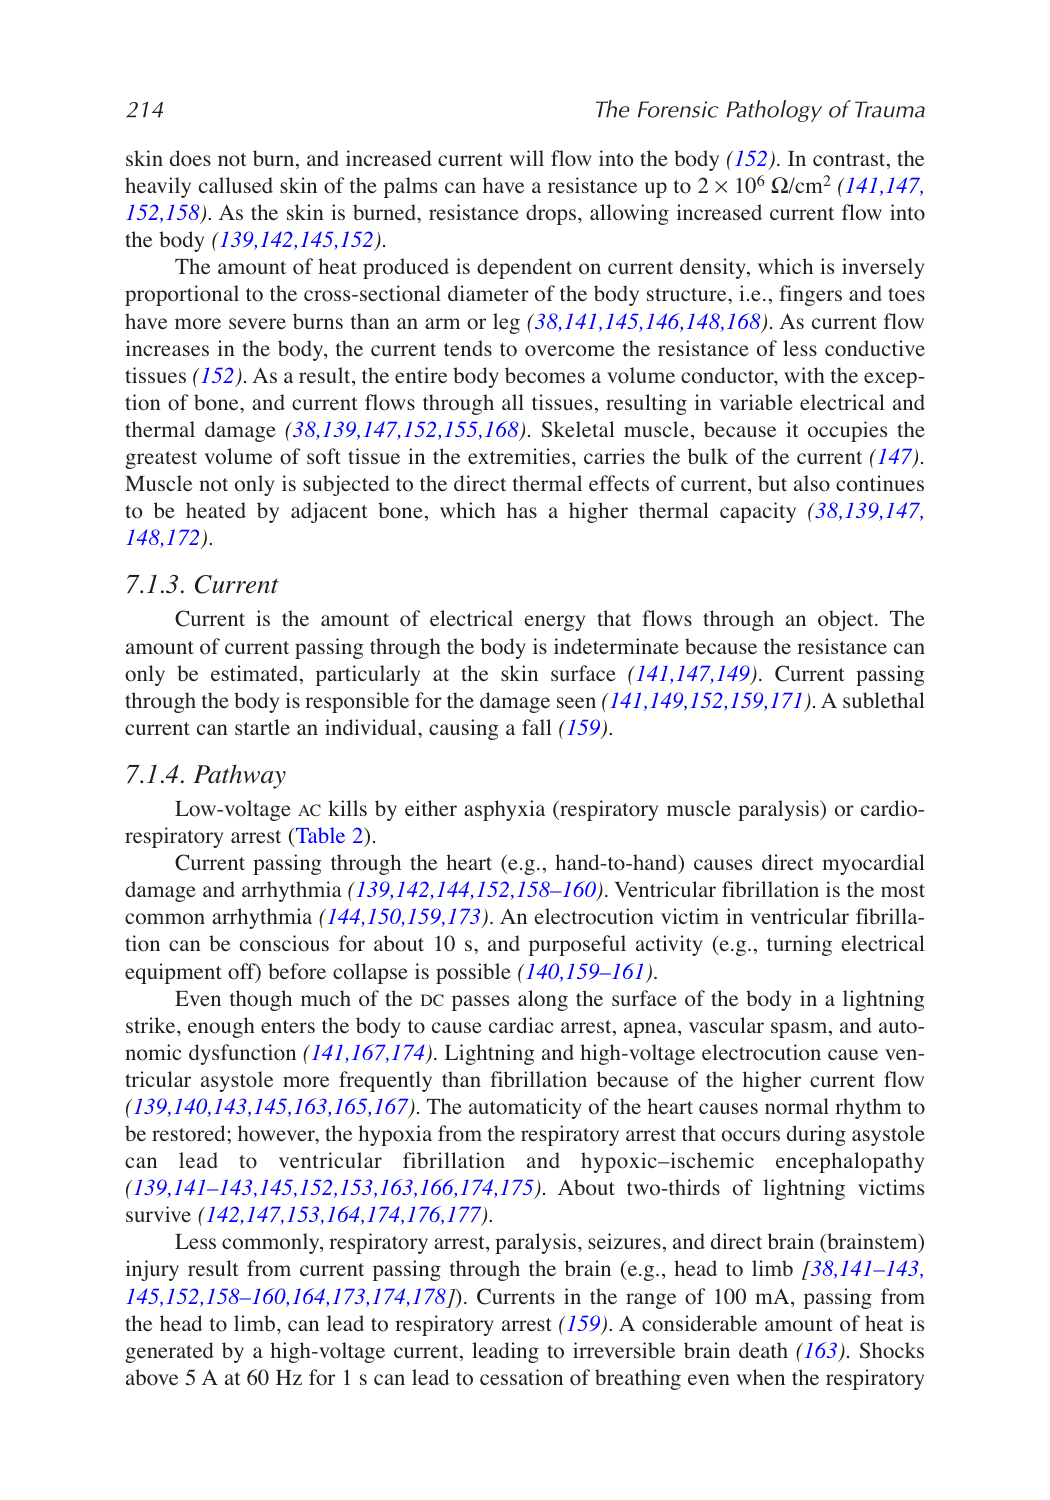 214 The Forensic Pathology of Trauma
skin does not burn, and increased current will flow into the body (152). In contrast, the
heavily callused skin of the palms can have a resistance up to 2 × 10⁶ Ω/cm² (141,147,
152,158). As the skin is burned, resistance drops, allowing increased current flow into
the body (139,142,145,152).
The amount of heat produced is dependent on current density, which is inversely
proportional to the cross-sectional diameter of the body structure, i.e., fingers and toes
have more severe burns than an arm or leg (38,141,145,146,148,168). As current flow
increases in the body, the current tends to overcome the resistance of less conductive
tissues (152). As a result, the entire body becomes a volume conductor, with the excep-
tion of bone, and current flows through all tissues, resulting in variable electrical and
thermal damage (38,139,147,152,155,168). Skeletal muscle, because it occupies the
greatest volume of soft tissue in the extremities, carries the bulk of the current (147).
Muscle not only is subjected to the direct thermal effects of current, but also continues
to be heated by adjacent bone, which has a higher thermal capacity (38,139,147,
148,172).
7.1.3. Current
Current is the amount of electrical energy that flows through an object. The
amount of current passing through the body is indeterminate because the resistance can
only be estimated, particularly at the skin surface (141,147,149). Current passing
through the body is responsible for the damage seen (141,149,152,159,171). A sublethal
current can startle an individual, causing a fall (159).
7.1.4. Pathway
Low-voltage AC kills by either asphyxia (respiratory muscle paralysis) or cardio-
respiratory arrest (Table 2).
Current passing through the heart (e.g., hand-to-hand) causes direct myocardial
damage and arrhythmia (139,142,144,152,158–160). Ventricular fibrillation is the most
common arrhythmia (144,150,159,173). An electrocution victim in ventricular fibrilla-
tion can be conscious for about 10 s, and purposeful activity (e.g., turning electrical
equipment off) before collapse is possible (140,159–161).
Even though much of the DC passes along the surface of the body in a lightning
strike, enough enters the body to cause cardiac arrest, apnea, vascular spasm, and auto-
nomic dysfunction (141,167,174). Lightning and high-voltage electrocution cause ven-
tricular asystole more frequently than fibrillation because of the higher current flow
(139,140,143,145,163,165,167). The automaticity of the heart causes normal rhythm to
be restored; however, the hypoxia from the respiratory arrest that occurs during asystole
can lead to ventricular fibrillation and hypoxic–ischemic encephalopathy
(139,141–143,145,152,153,163,166,174,175). About two-thirds of lightning victims
survive (142,147,153,164,174,176,177).
Less commonly, respiratory arrest, paralysis, seizures, and direct brain (brainstem)
injury result from current passing through the brain (e.g., head to limb [38,141–143,
145,152,158–160,164,173,174,178]). Currents in the range of 100 mA, passing from
the head to limb, can lead to respiratory arrest (159). A considerable amount of heat is
generated by a high-voltage current, leading to irreversible brain death (163). Shocks
above 5 A at 60 Hz for 1 s can lead to cessation of breathing even when the respiratory